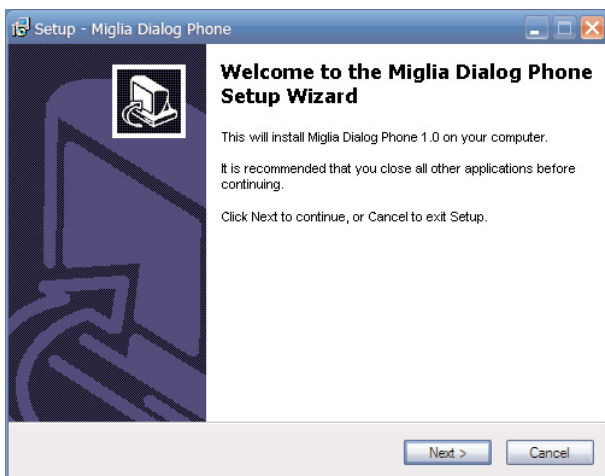 Setup - Miglia Dialog Phone
Welcome to the Miglia Dialog Phone
Setup Wizard
This will install Miglia Dialog Phone 1.0 on your computer.
It is recommended that you close all other applications before
continuing.
Click Next to continue, or Cancel to exit Setup.
Next >
Cancel